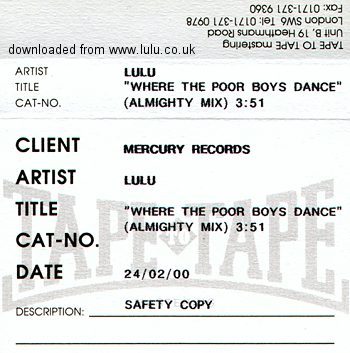 TAPE TO TAPE mastering
Unit B, 19 Heathmans Road
London SW6 Tel: 0171-371 0978
Fax: 0171-371 9360
downloaded from www.lulu.co.uk
ARTIST LULU
TITLE "WHERE THE POOR BOYS DANCE"
CAT-NO. (ALMIGHTY MIX) 3:51
CLIENT MERCURY RECORDS
ARTIST LULU
TITLE "WHERE THE POOR BOYS DANCE"
(ALMIGHTY MIX) 3:51
CAT-NO.
TAPE TO TAPE
DATE 24/02/00
DESCRIPTION: SAFETY COPY